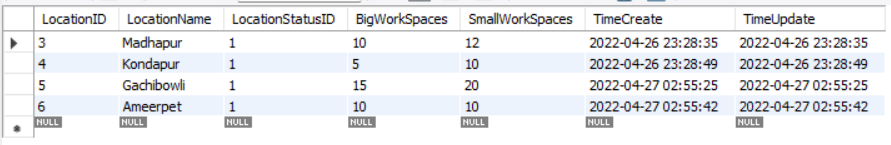 LocationID LocationName LocationStatusID BigWorkSpaces SmallWorkSpaces TimeCreate TimeUpdate
3 Madhapur 1 10 12 2022-04-26 23:28:35 2022-04-26 23:28:35
4 Kondapur 1 5 10 2022-04-26 23:28:49 2022-04-26 23:28:49
5 Gachibowli 1 15 20 2022-04-27 02:55:25 2022-04-27 02:55:25
6 Ameerpet 1 10 10 2022-04-27 02:55:42 2022-04-27 02:55:42
NULL NULL NULL NULL NULL NULL NULL